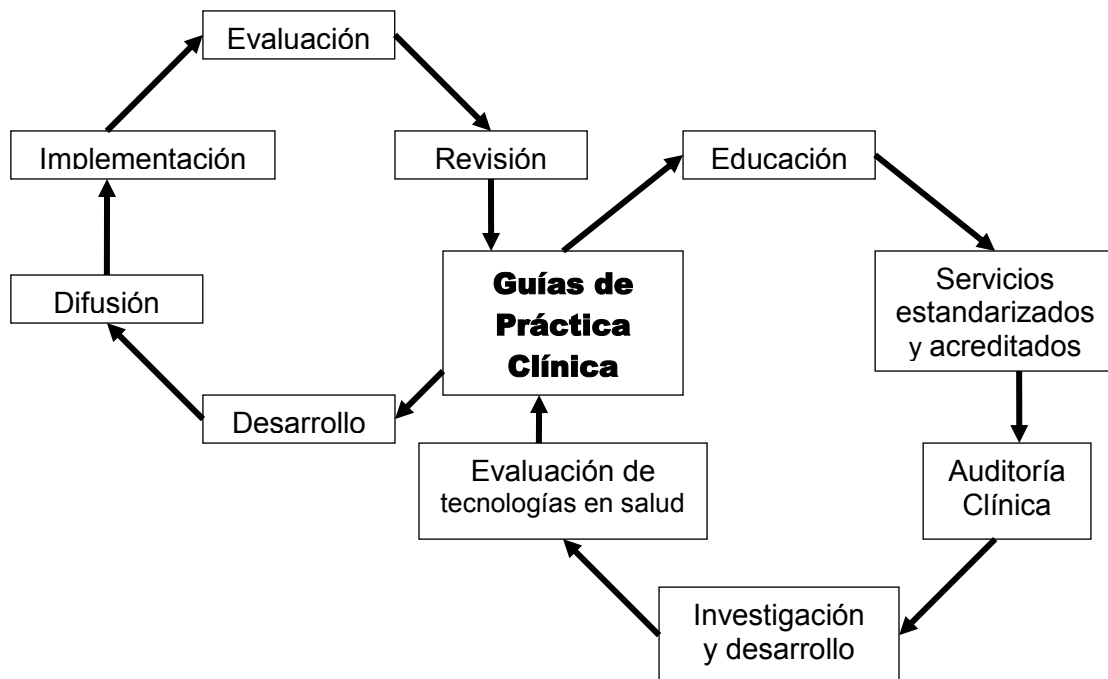 Evaluación
Implementación
Revisión
Educación
Difusión
Guías de
Práctica
Clínica
Servicios
estandarizados
y acreditados
Desarrollo
Evaluación de
tecnologías en salud
Auditoría
Clínica
Investigación
y desarrollo